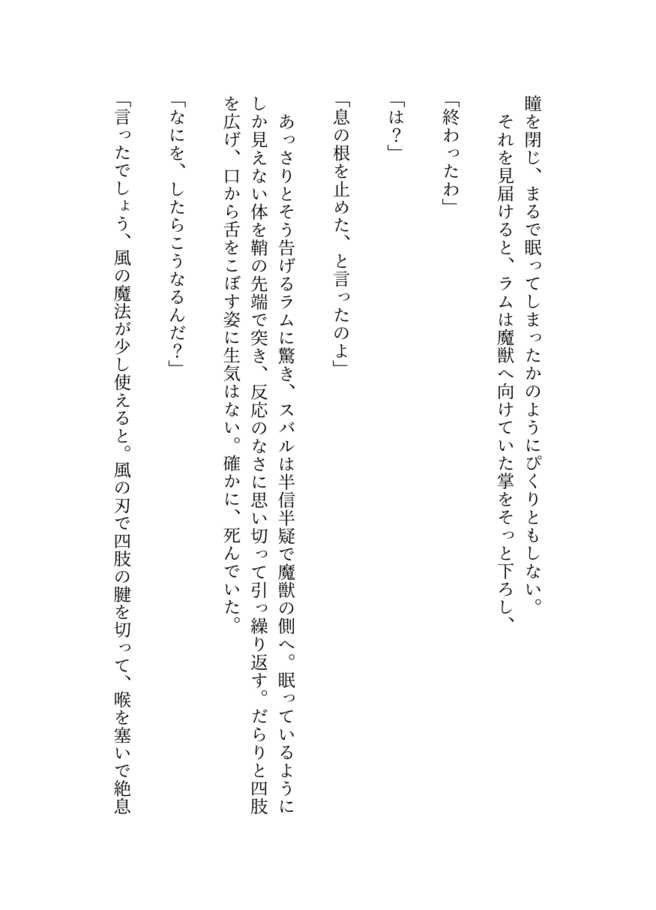 瞳を閉じ、まるで眠ってしまったかのようにぴくりともしない。
　それを見届けると、ラムは魔獣へ向けていた掌をそっと下ろし、
「終わったわ」
「は？」
「息の根を止めた、と言ったのよ」
　あっさりとそう告げるラムに驚き、スバルは半信半疑で魔獣の側へ。眠っているように
しか見えない体を鞘の先端で突き、反応のなさに思い切って引っ繰り返す。だらりと四肢
を広げ、口から舌をこぼす姿に生気はない。確かに、死んでいた。
「なにを、したらこうなるんだ？」
「言ったでしょう、風の魔法が少し使えると。風の刃で四肢の腱を切って、喉を塞いで絶息